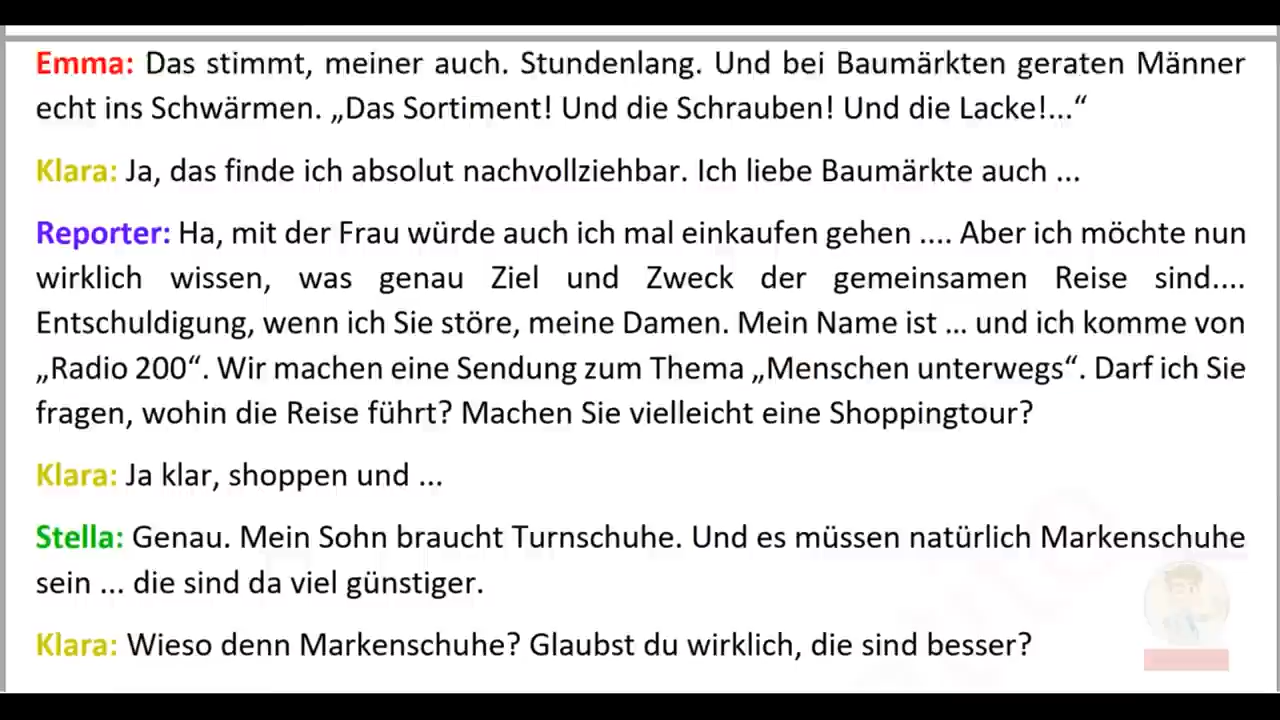 Emma: Das stimmt, meiner auch. Stundenlang. Und bei Baumärkten geraten Männer
echt ins Schwärmen. „Das Sortiment! Und die Schrauben! Und die Lacke!...“
Klara: Ja, das finde ich absolut nachvollziehbar. Ich liebe Baumärkte auch ...
Reporter: Ha, mit der Frau würde auch ich mal einkaufen gehen .... Aber ich möchte nun
wirklich wissen, was genau Ziel und Zweck der gemeinsamen Reise sind....
Entschuldigung, wenn ich Sie störe, meine Damen. Mein Name ist ... und ich komme von
„Radio 200“. Wir machen eine Sendung zum Thema „Menschen unterwegs“. Darf ich Sie
fragen, wohin die Reise führt? Machen Sie vielleicht eine Shoppingtour?
Klara: Ja klar, shoppen und ...
Stella: Genau. Mein Sohn braucht Turnschuhe. Und es müssen natürlich Markenschuhe
sein ... die sind da viel günstiger.
Klara: Wieso denn Markenschuhe? Glaubst du wirklich, die sind besser?